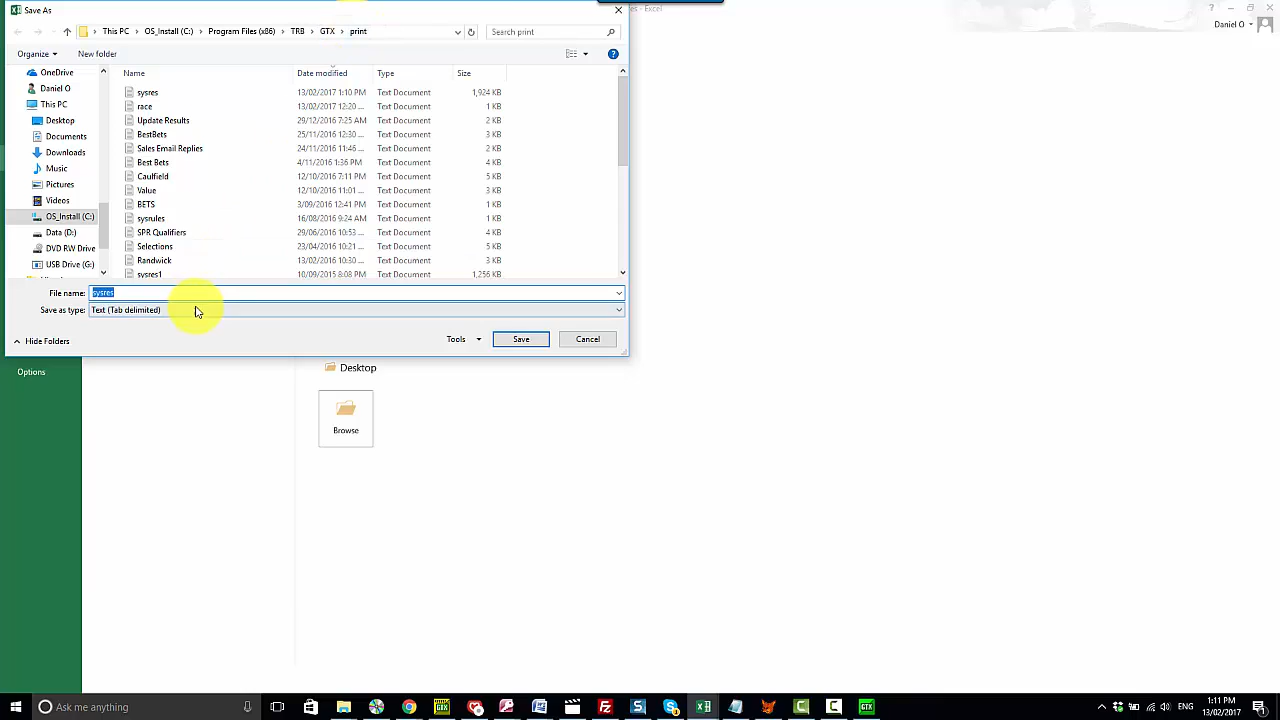 Save As
es - Excel
?
Daniel O
This PC > OS_Install (C:) > Program Files (x86) > TRB > GTX > print
Search print
Organize
New folder
Name Date modified Type Size
OneDrive
Daniel O
This PC
Desktop
Documents
Downloads
Music
Pictures
Videos
OS_Install (C:)
Data (D:)
DVD RW Drive
USB Drive (G:)
sysres 13/02/2017 1:10 PM Text Document 1,924 KB
race 13/02/2017 12:20 ... Text Document 1 KB
Update Results 29/12/2016 7:25 AM Text Document 2 KB
BestBets 25/11/2016 12:30 ... Text Document 3 KB
Sales Email Replies 24/11/2016 11:46 ... Text Document 2 KB
Best Bets 4/11/2016 1:36 PM Text Document 4 KB
Caulfield 12/10/2016 7:11 PM Text Document 5 KB
Value 12/10/2016 11:01 ... Text Document 3 KB
BETS 3/09/2016 12:41 PM Text Document 1 KB
sysrules 16/08/2016 9:24 AM Text Document 1 KB
SPR Qualifiers 29/06/2016 10:53 ... Text Document 4 KB
Selections 23/04/2016 10:21 ... Text Document 5 KB
Randwick 13/02/2016 10:30 ... Text Document 3 KB
sysres1 10/09/2015 8:08 PM Text Document 1,256 KB
File name: sysres
Save as type: Text (Tab delimited)
Hide Folders
Tools
Save
Cancel
Options
Desktop
Browse
Ask me anything
GTX
GTX
ENG
1:11 PM
13/02/2017